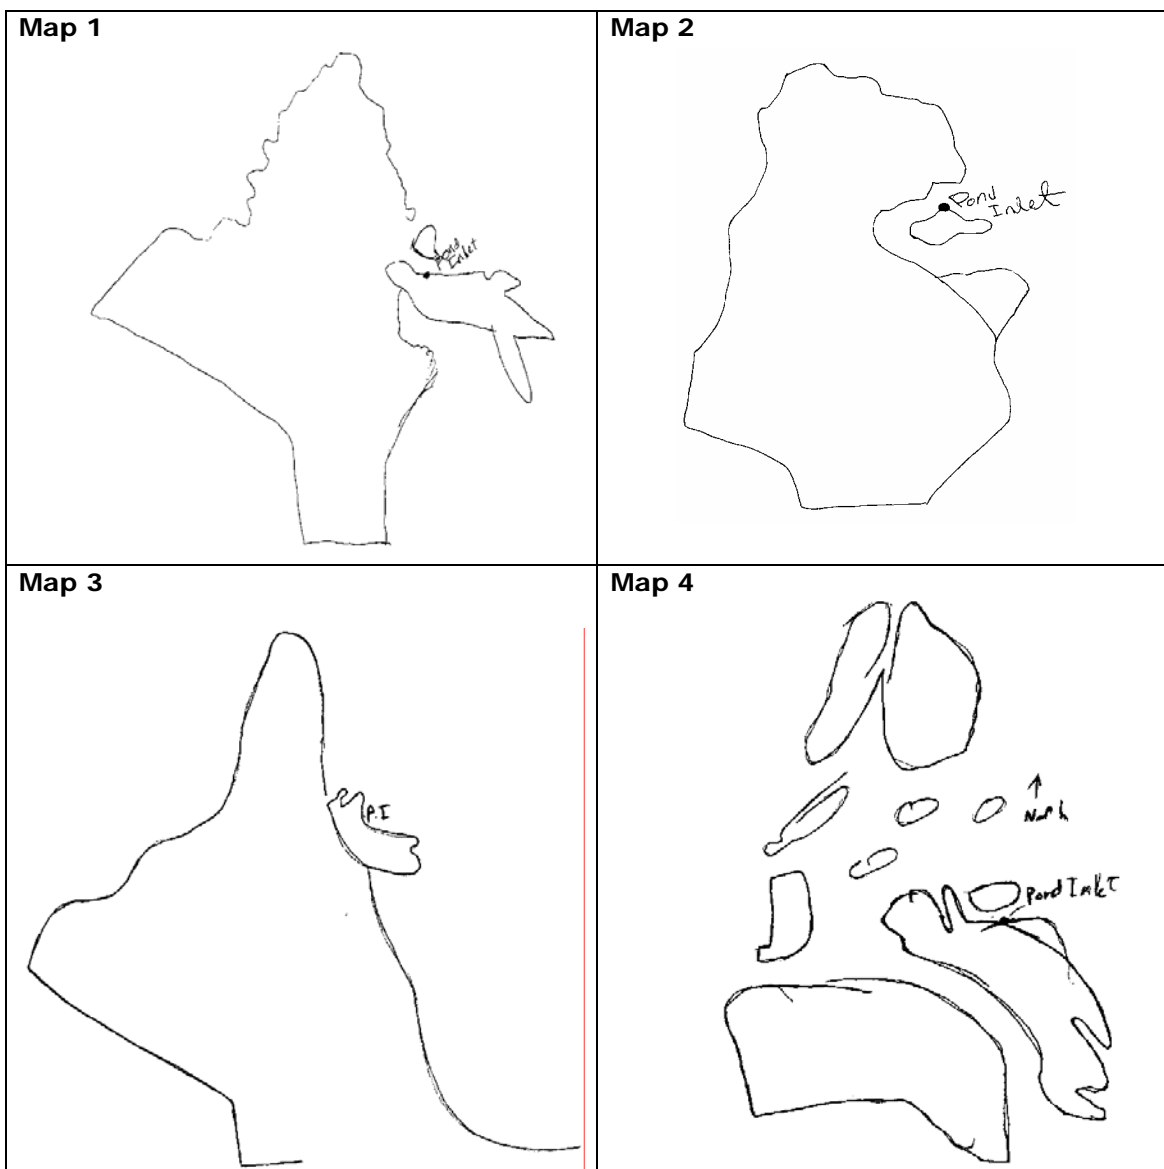 Map 1
Pond
Inlet
Map 2
Pond
Inlet
Map 3
P.I
Map 4
North
Pond Inlet